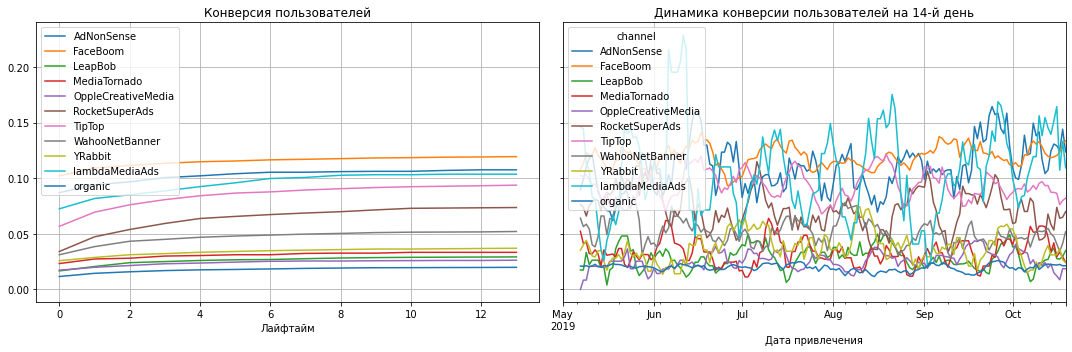 Конверсия пользователей
0.20
0.15
0.10
0.05
0.00
AdNonSense
FaceBoom
LeapBob
MediaTornado
OppleCreativeMedia
RocketSuperAds
TipTop
WahooNetBanner
YRabbit
lambdaMediaAds
organic
0 2 4 6 8 10 12
Лайфтайм
Динамика конверсии пользователей на 14-й день
channel
AdNonSense
FaceBoom
LeapBob
MediaTornado
OppleCreativeMedia
RocketSuperAds
TipTop
WahooNetBanner
YRabbit
lambdaMediaAds
organic
May Jun Jul Aug Sep Oct
2019
Дата привлечения